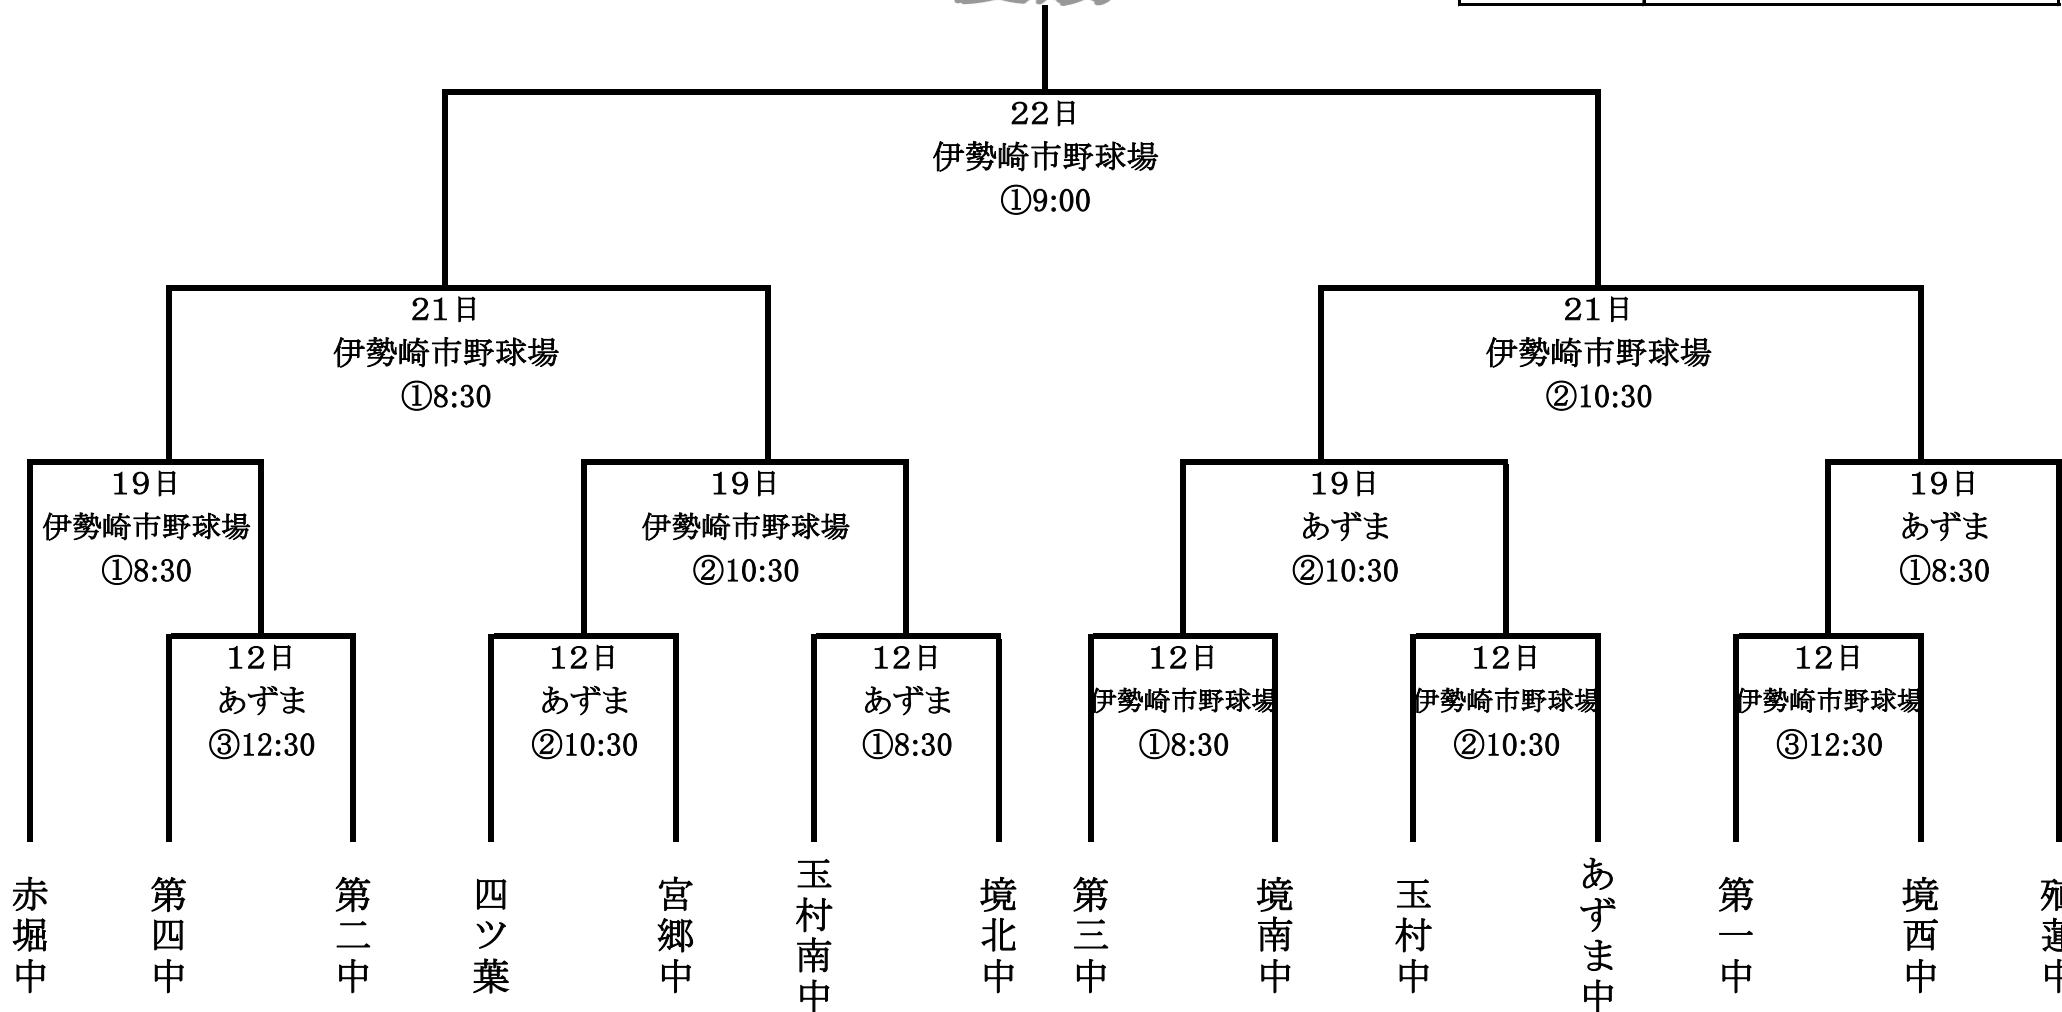 22日
伊勢崎市野球場
①9:00
21日
伊勢崎市野球場
①8:30
21日
伊勢崎市野球場
②10:30
19日
伊勢崎市野球場
①8:30
19日
伊勢崎市野球場
②10:30
19日
あずま
②10:30
19日
あずま
①8:30
12日
あずま
③12:30
12日
あずま
②10:30
12日
あずま
①8:30
12日
伊勢崎市野球場
①8:30
12日
伊勢崎市野球場
②10:30
12日
伊勢崎市野球場
③12:30
赤堀中
第四中
第二中
四ツ葉
宮郷中
玉村南中
境北中
第三中
境南中
玉村中
あずま中
第一中
境西中
殖蓮中